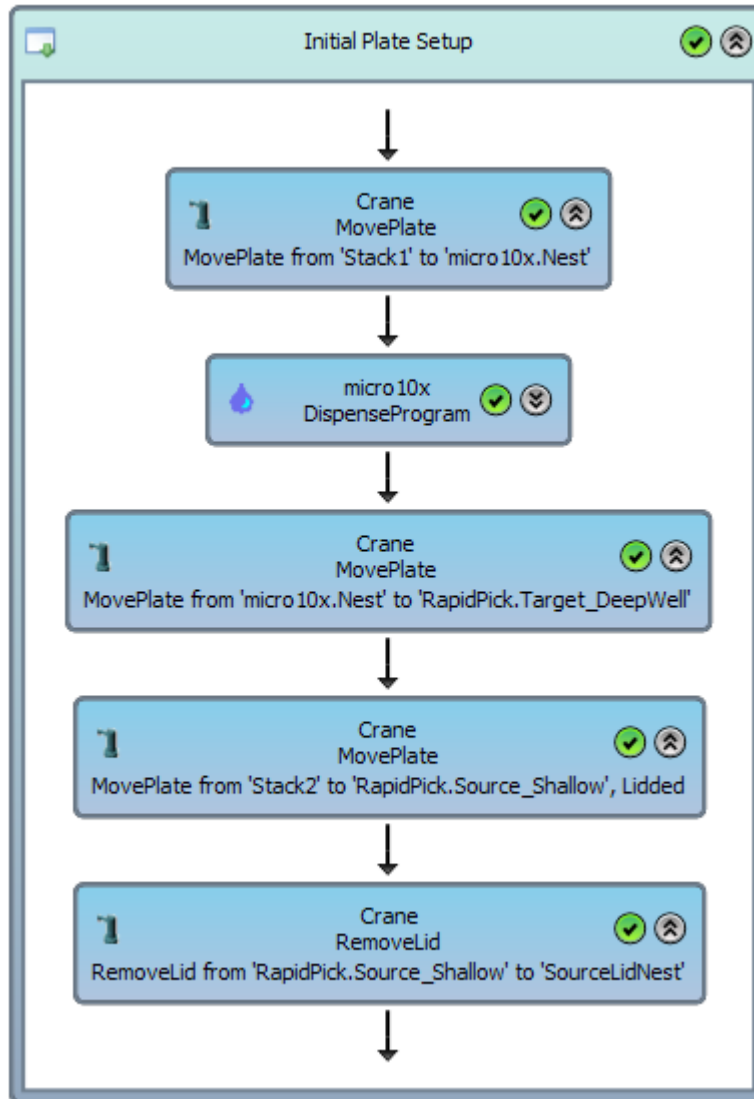 Initial Plate Setup
Crane
MovePlate
MovePlate from 'Stack1' to 'micro10x.Nest'
micro10x
DispenseProgram
Crane
MovePlate
MovePlate from 'micro10x.Nest' to 'RapidPick.Target_DeepWell'
Crane
MovePlate
MovePlate from 'Stack2' to 'RapidPick.Source_Shallow', Lidded
Crane
RemoveLid
RemoveLid from 'RapidPick.Source_Shallow' to 'SourceLidNest'